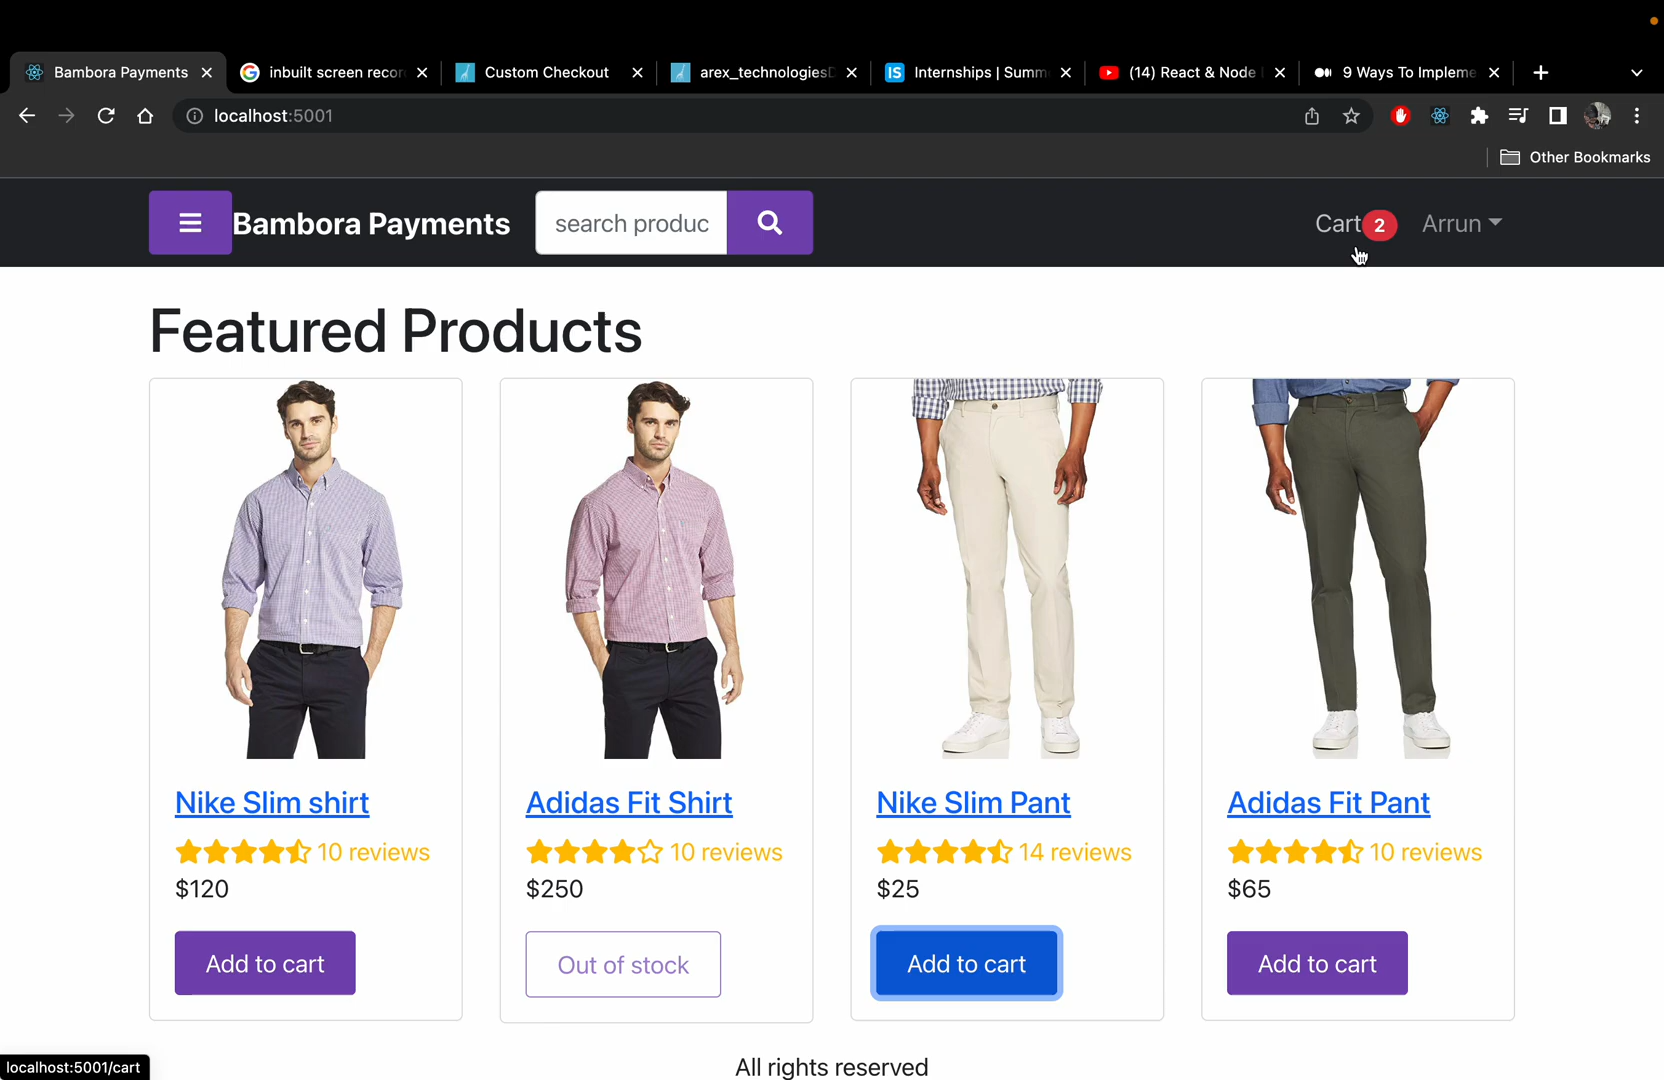 Bambora Payments
inbuilt screen recor
Custom Checkout
arex_technologies
Internships | Summ
(14) React & Node
9 Ways To Impleme
localhost:5001
Other Bookmarks
Bambora Payments
search produc
Cart 2
Arrun
Featured Products
Nike Slim shirt
10 reviews
$120
Add to cart
Adidas Fit Shirt
10 reviews
$250
Out of stock
Nike Slim Pant
14 reviews
$25
Add to cart
Adidas Fit Pant
10 reviews
$65
Add to cart
All rights reserved
localhost:5001/cart